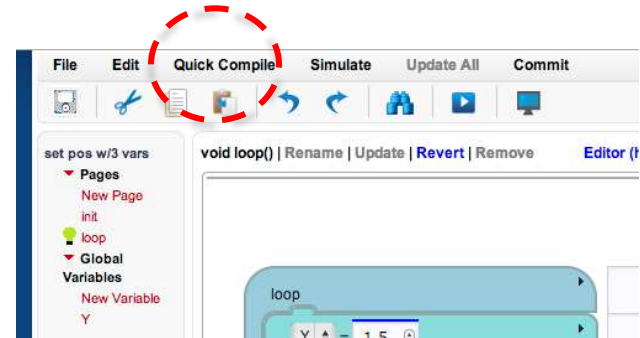 File Edit Quick Compile Simulate Update All Commit
set pos w/3 vars
Pages
New Page
init
loop
Global
Variables
New Variable
Y
void loop() | Rename | Update | Revert | Remove Editor (h
loop
Y = 1.5